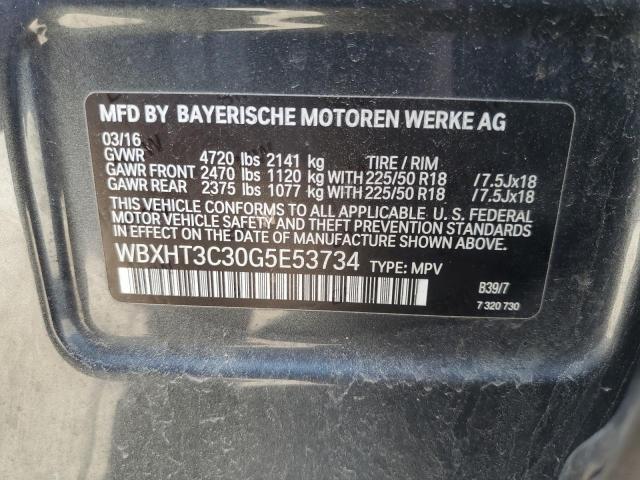 MFD BY BAYERISCHE MOTOREN WERKE AG
03/16
GVWR 4720 lbs 2141 kg TIRE / RIM
GAWR FRONT 2470 lbs 1120 kg WITH 225/50 R18 /7.5Jx18
GAWR REAR 2375 lbs 1077 kg WITH 225/50 R18 /7.5Jx18
THIS VEHICLE CONFORMS TO ALL APPLICABLE U. S. FEDERAL
MOTOR VEHICLE SAFETY AND THEFT PREVENTION STANDARDS
IN EFFECT ON THE DATE OF MANUFACTURE SHOWN ABOVE.
WBXHT3C30G5E53734 TYPE: MPV
B39/7
7 320 730